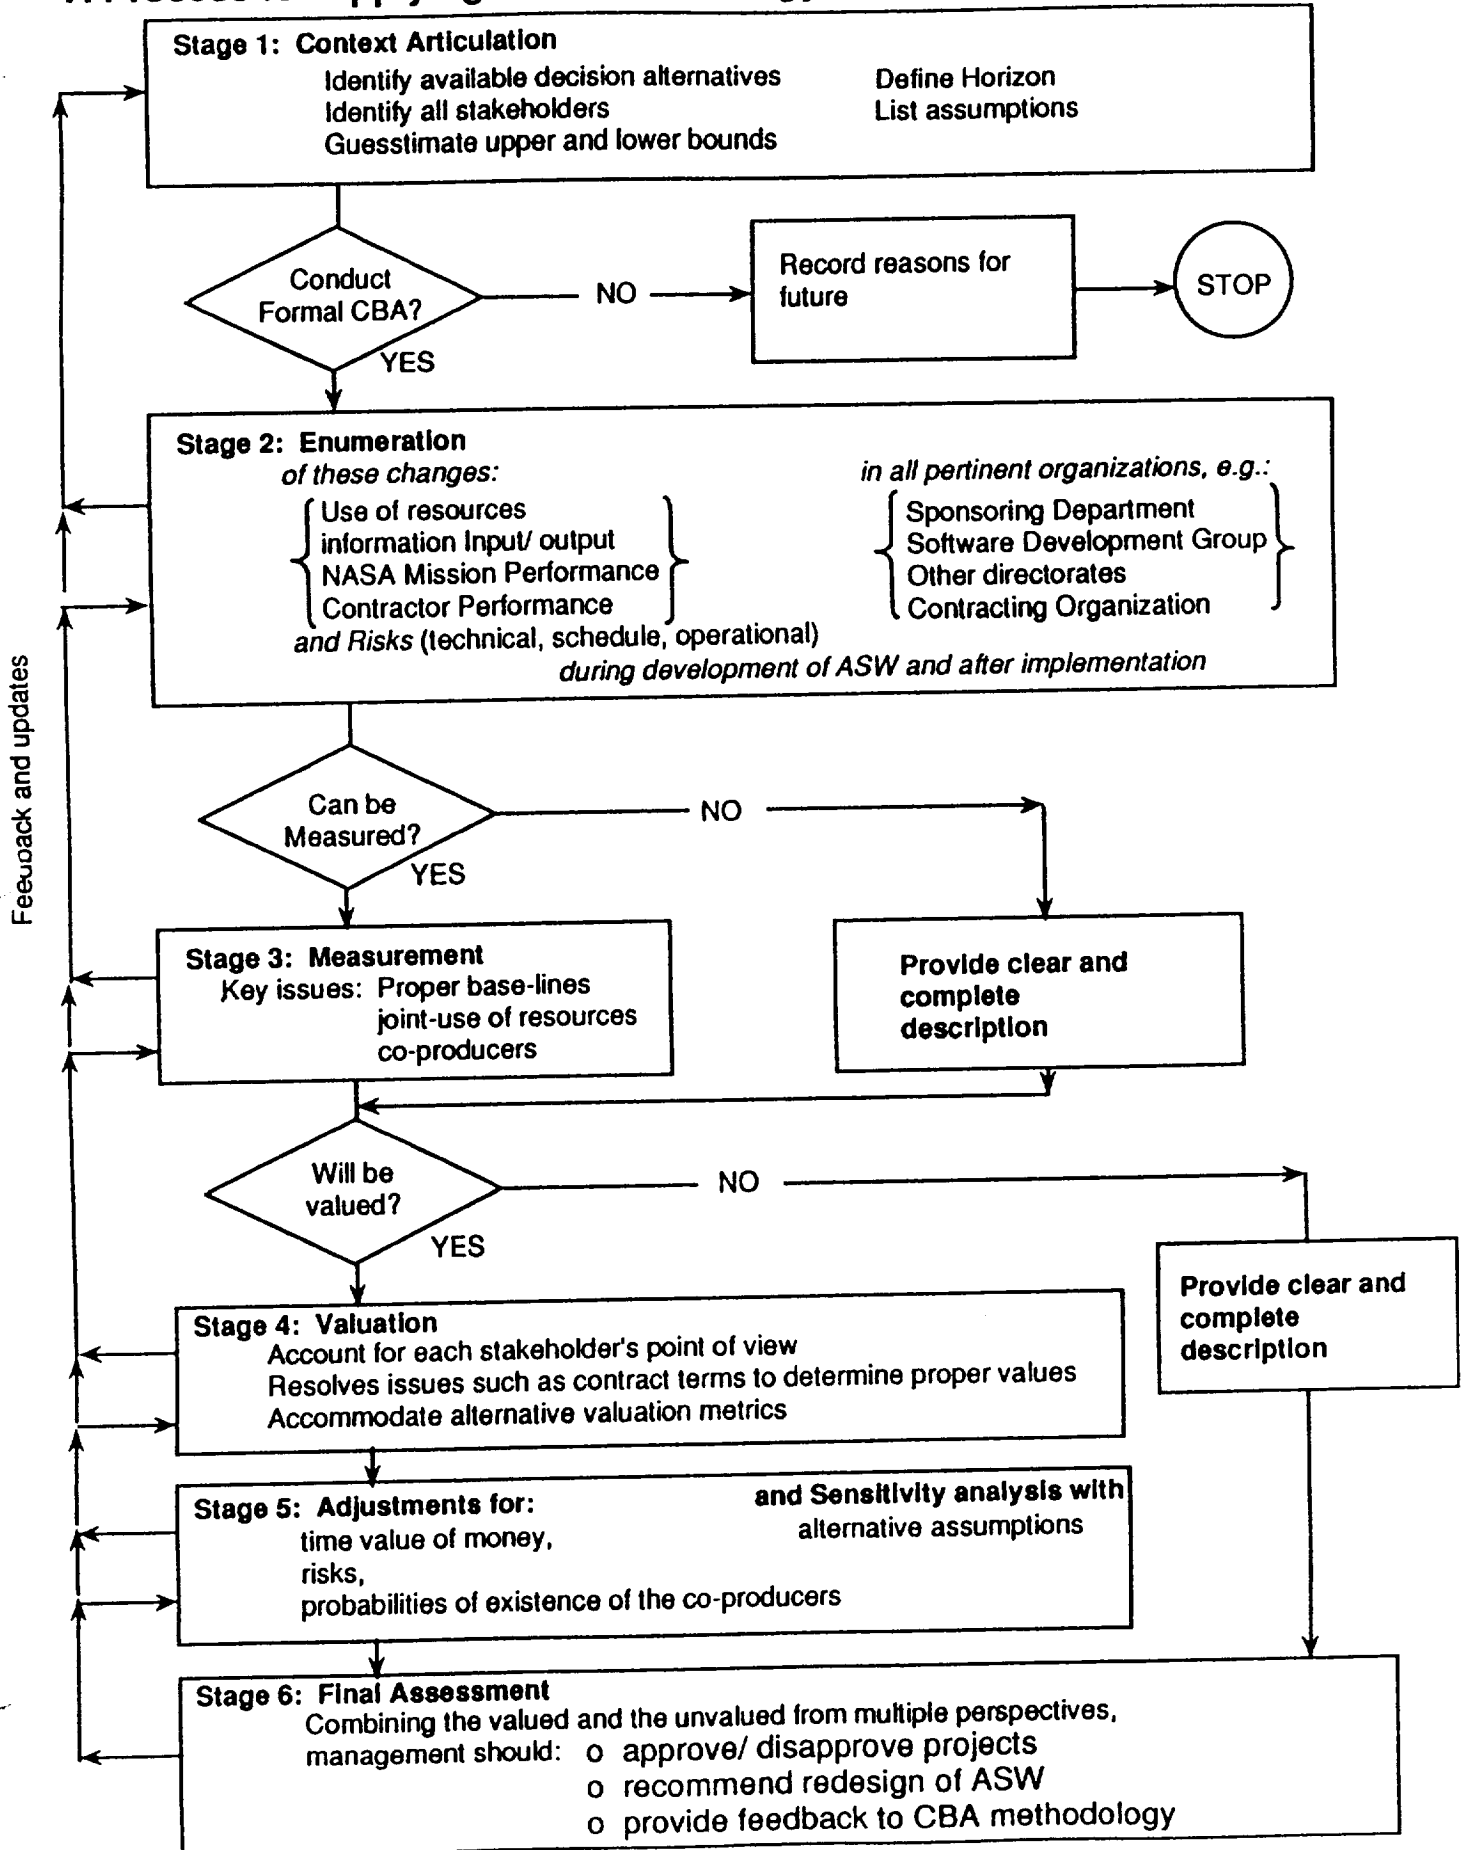 Stage 1: Context Articulation
Identify available decision alternatives Define Horizon
Identify all stakeholders List assumptions
Guesstimate upper and lower bounds
Conduct
Formal CBA?
NO
Record reasons for
future
STOP
YES
Stage 2: Enumeration
of these changes: in all pertinent organizations, e.g.:
Use of resources Sponsoring Department
information Input/ output Software Development Group
NASA Mission Performance Other directorates
Contractor Performance Contracting Organization
and Risks (technical, schedule, operational)
during development of ASW and after implementation
Feedback and updates
Can be
Measured?
NO
YES
Stage 3: Measurement
Key issues: Proper base-lines
joint-use of resources
co-producers
Provide clear and
complete
description
Will be
valued?
NO
YES
Provide clear and
complete
description
Stage 4: Valuation
Account for each stakeholder's point of view
Resolves issues such as contract terms to determine proper values
Accommodate alternative valuation metrics
Stage 5: Adjustments for: and Sensitivity analysis with
time value of money, alternative assumptions
risks,
probabilities of existence of the co-producers
Stage 6: Final Assessment
Combining the valued and the unvalued from multiple perspectives,
management should: o approve/ disapprove projects
o recommend redesign of ASW
o provide feedback to CBA methodology